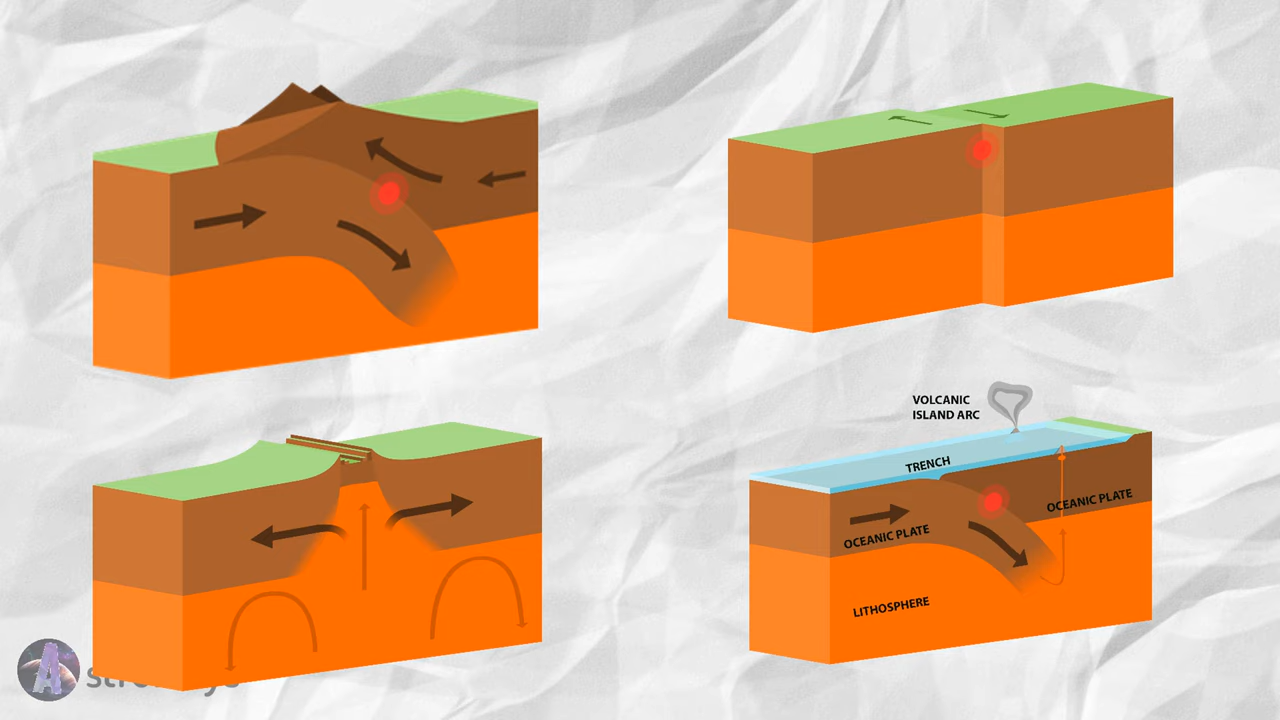 VOLCANIC
ISLAND ARC
TRENCH
OCEANIC PLATE
OCEANIC PLATE
LITHOSPHERE
A